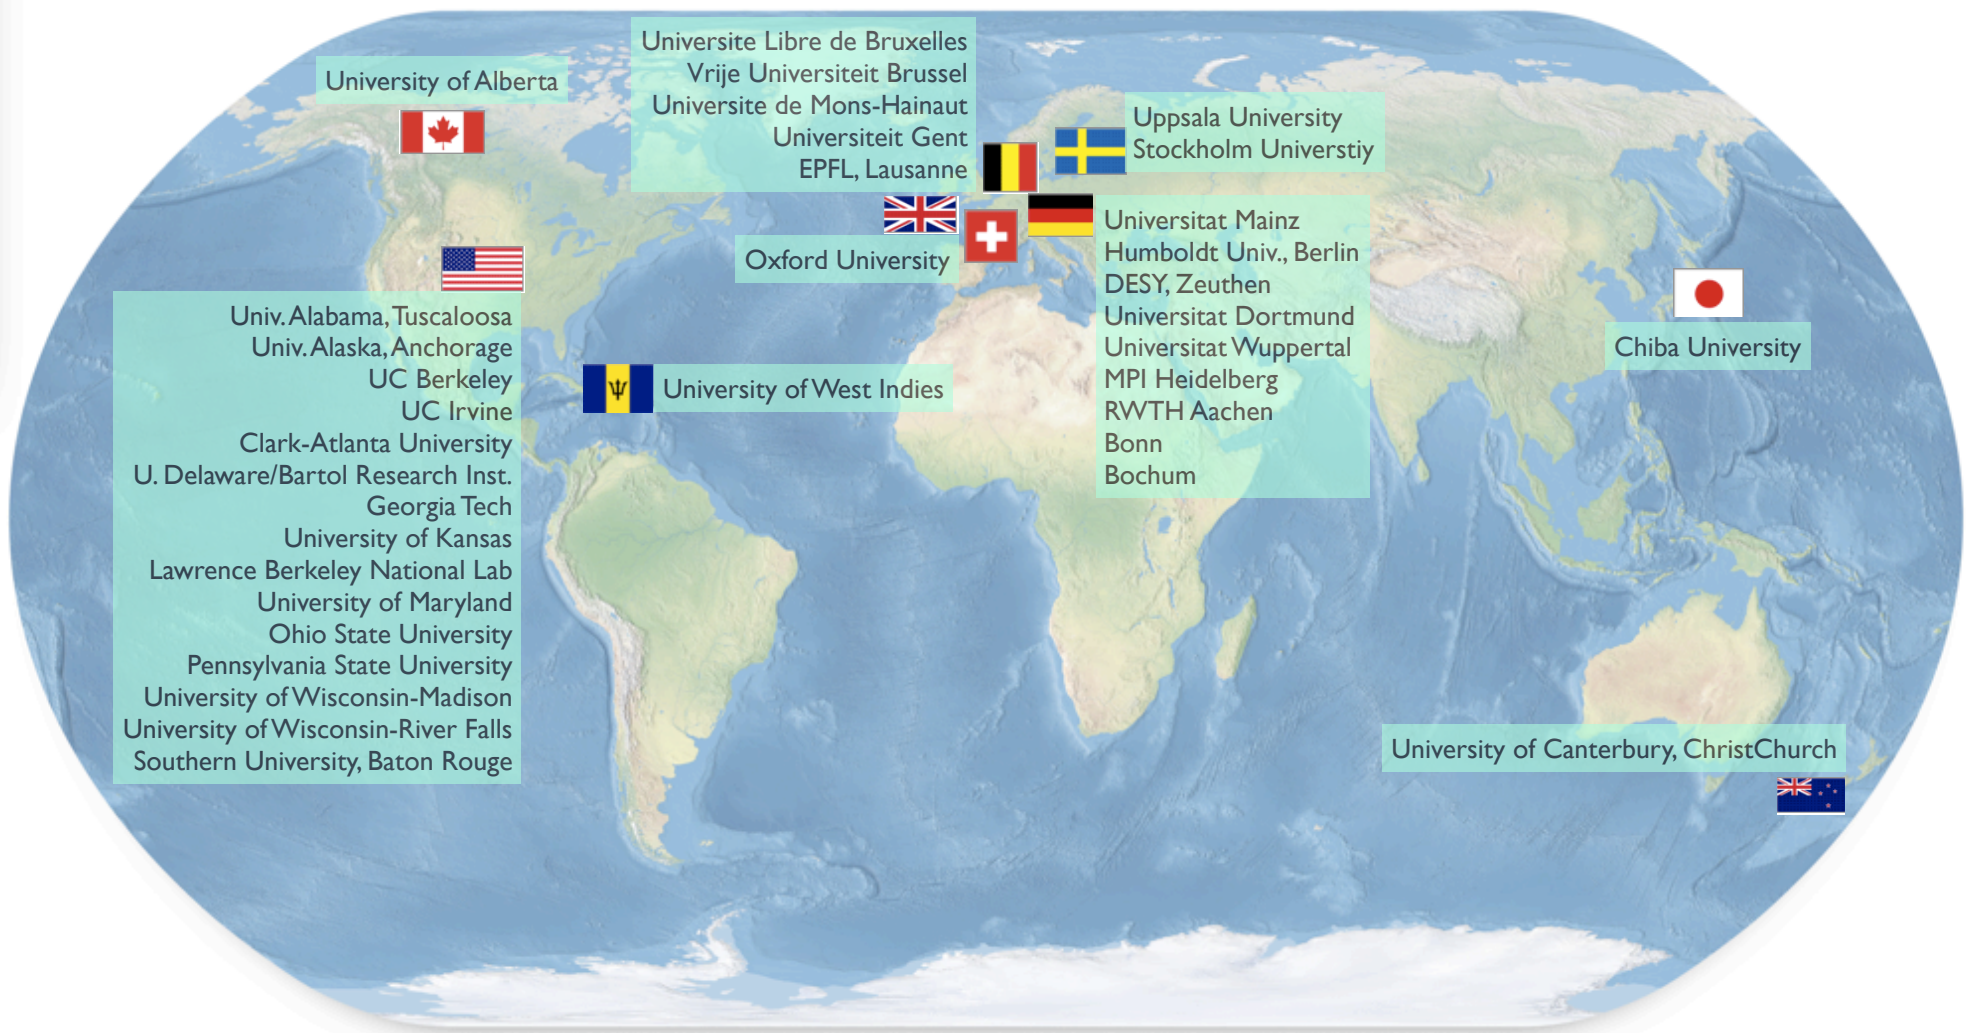 Universite Libre de Bruxelles
Vrije Universiteit Brussel
Universite de Mons-Hainaut
Universiteit Gent
EPFL, Lausanne
University of Alberta
Uppsala University
Stockholm Universtiy
Oxford University
Universitat Mainz
Humboldt Univ., Berlin
DESY, Zeuthen
Universitat Dortmund
Universitat Wuppertal
MPI Heidelberg
RWTH Aachen
Bonn
Bochum
Univ. Alabama, Tuscaloosa
Univ. Alaska, Anchorage
UC Berkeley
UC Irvine
Clark-Atlanta University
U. Delaware/Bartol Research Inst.
Georgia Tech
University of Kansas
Lawrence Berkeley National Lab
University of Maryland
Ohio State University
Pennsylvania State University
University of Wisconsin-Madison
University of Wisconsin-River Falls
Southern University, Baton Rouge
University of West Indies
Chiba University
University of Canterbury, ChristChurch